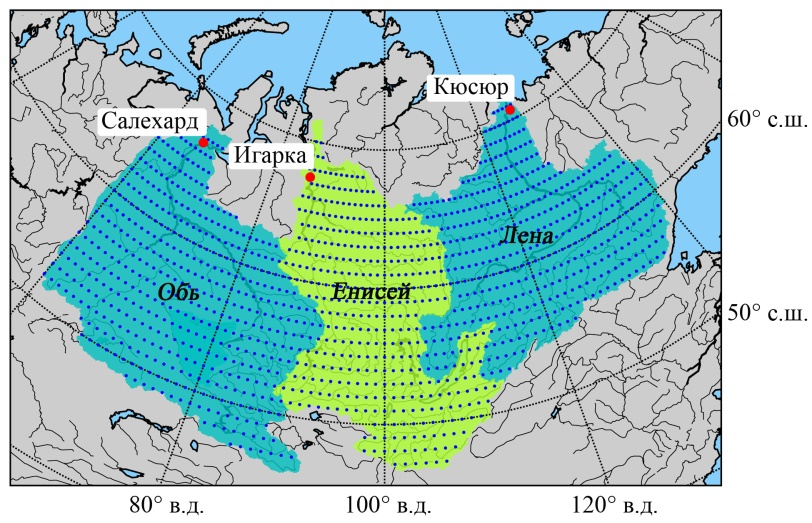 Кюсюр
Салехард
60° с.ш.
Игарка
Лена
Обь
Енисей
50° с.ш.
80° в.д.
100° в.д.
120° в.д.